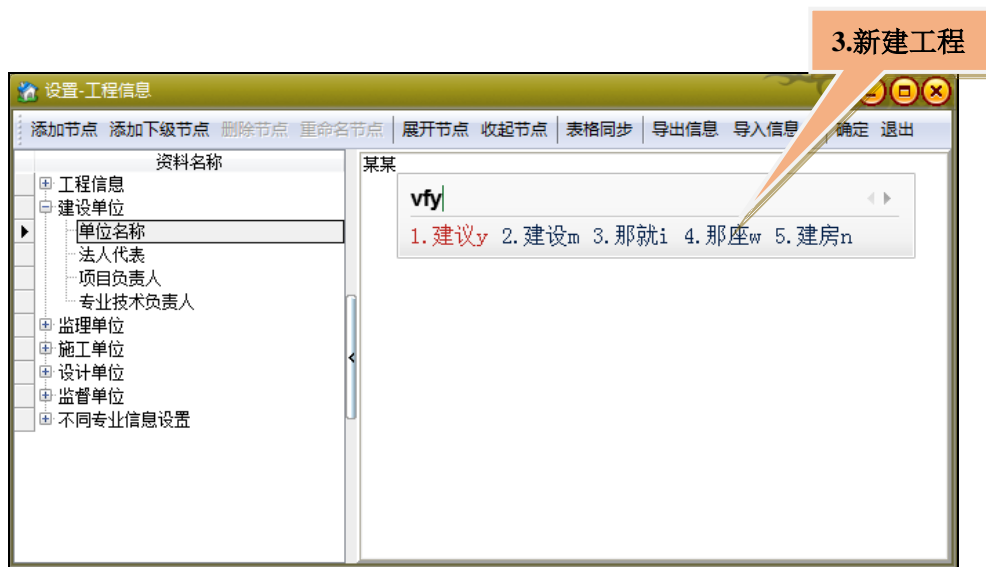 3.新建工程
设置-工程信息
添加节点 添加下级节点 删除节点 重命名节点 展开节点 收起节点 表格同步 导出信息 导入信息 确定 退出
资料名称
工程信息
建设单位
单位名称
法人代表
项目负责人
专业技术负责人
监理单位
施工单位
设计单位
监督单位
不同专业信息设置
某某
vfy
1.建议y 2.建设m 3.那就i 4.那座w 5.建房n